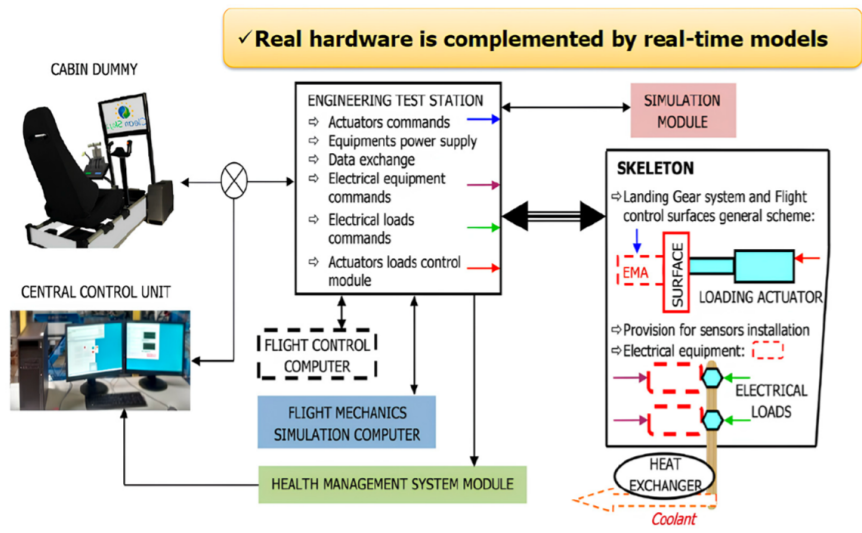 ✓Real hardware is complemented by real-time models
CABIN DUMMY
ENGINEERING TEST STATION
⇨ Actuators commands
⇨ Equipments power supply
⇨ Data exchange
⇨ Electrical equipment
commands
⇨ Electrical loads
commands
⇨ Actuators loads control
module
SIMULATION
MODULE
SKELETON
⇨Landing Gear system and Flight
control surfaces general scheme:
EMA
SURFACE
LOADING ACTUATOR
⇨Provision for sensors installation
⇨Electrical equipment:
ELECTRICAL
LOADS
HEAT
EXCHANGER
Coolant
CENTRAL CONTROL UNIT
FLIGHT CONTROL
COMPUTER
FLIGHT MECHANICS
SIMULATION COMPUTER
HEALTH MANAGEMENT SYSTEM MODULE